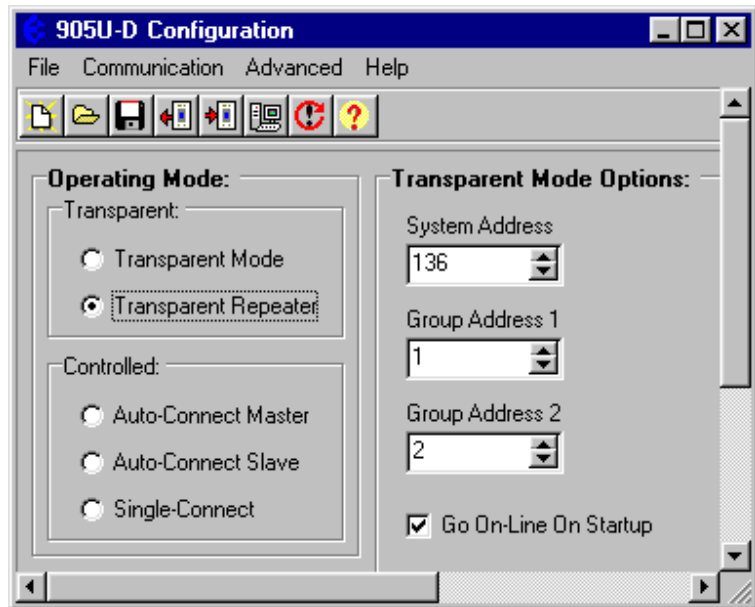 905U-D Configuration
File Communication Advanced Help
Operating Mode:
Transparent:
Transparent Mode
Transparent Repeater
Controlled:
Auto-Connect Master
Auto-Connect Slave
Single-Connect
Transparent Mode Options:
System Address
136
Group Address 1
1
Group Address 2
2
Go On-Line On Startup